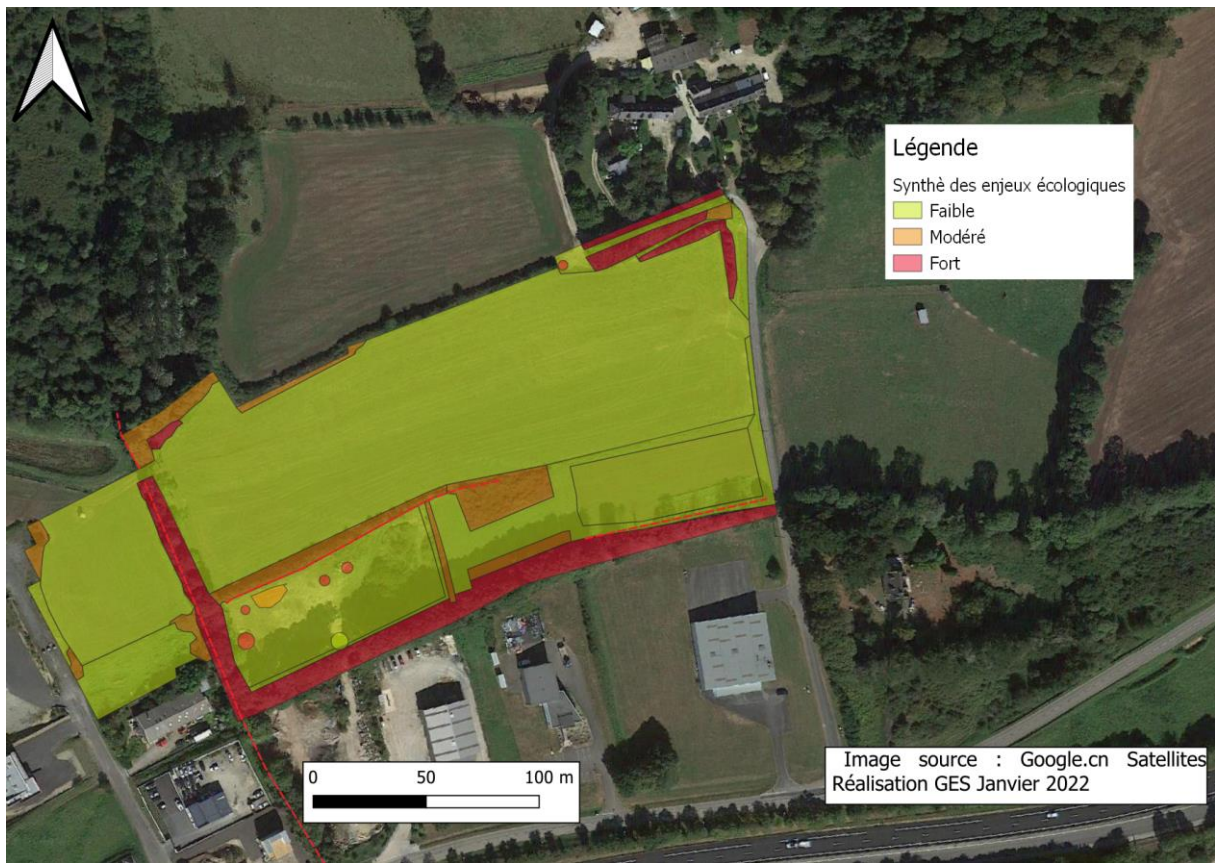 Légende
Synthè des enjeux écologiques
Faible
Modéré
Fort
0 50 100 m
Image source : Google.cn Satellites
Réalisation GES Janvier 2022